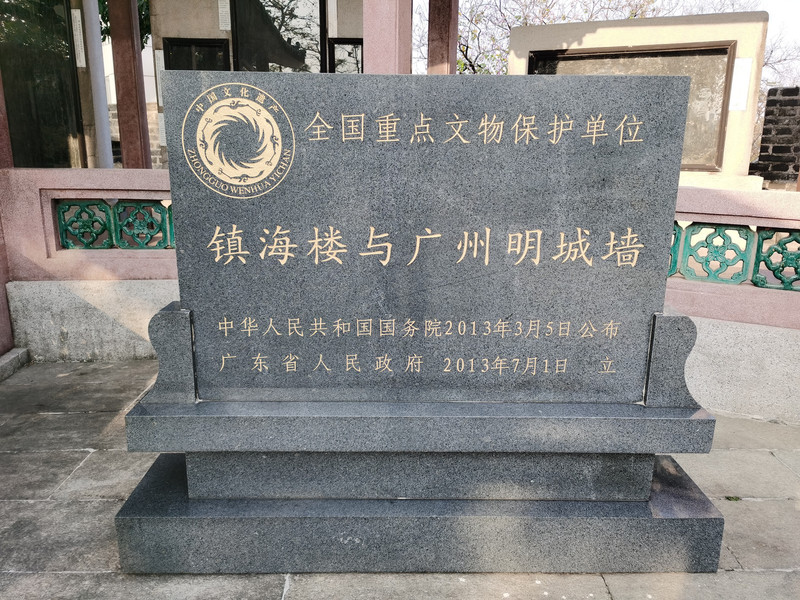 中国文化遗产
ZHONGGUO WENHUA YICHAN
全国重点文物保护单位
镇海楼与广州明城墙
中华人民共和国国务院2013年3月5日公布
广东省人民政府 2013年7月1日 立